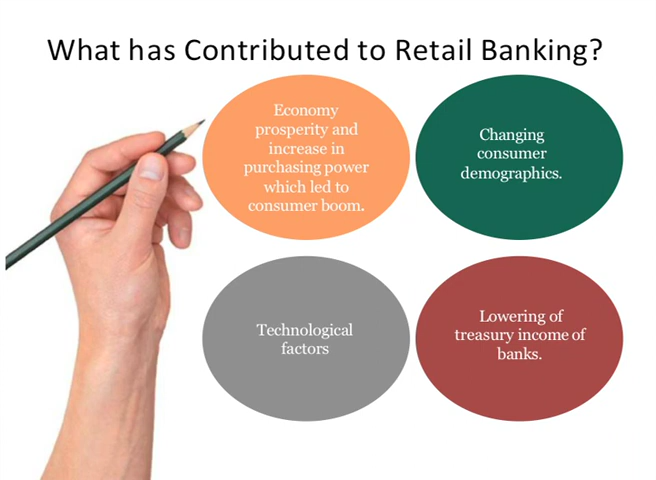 What has Contributed to Retail Banking?
Economy
prosperity and
increase in
purchasing power
which led to
consumer boom.
Changing
consumer
demographics.
Technological
factors
Lowering of
treasury income of
banks.